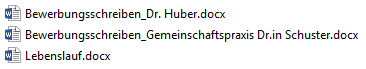 Bewerbungsschreiben_Dr. Huber.docx
Bewerbungsschreiben_Gemeinschaftspraxis Dr.in Schuster.docx
Lebenslauf.docx